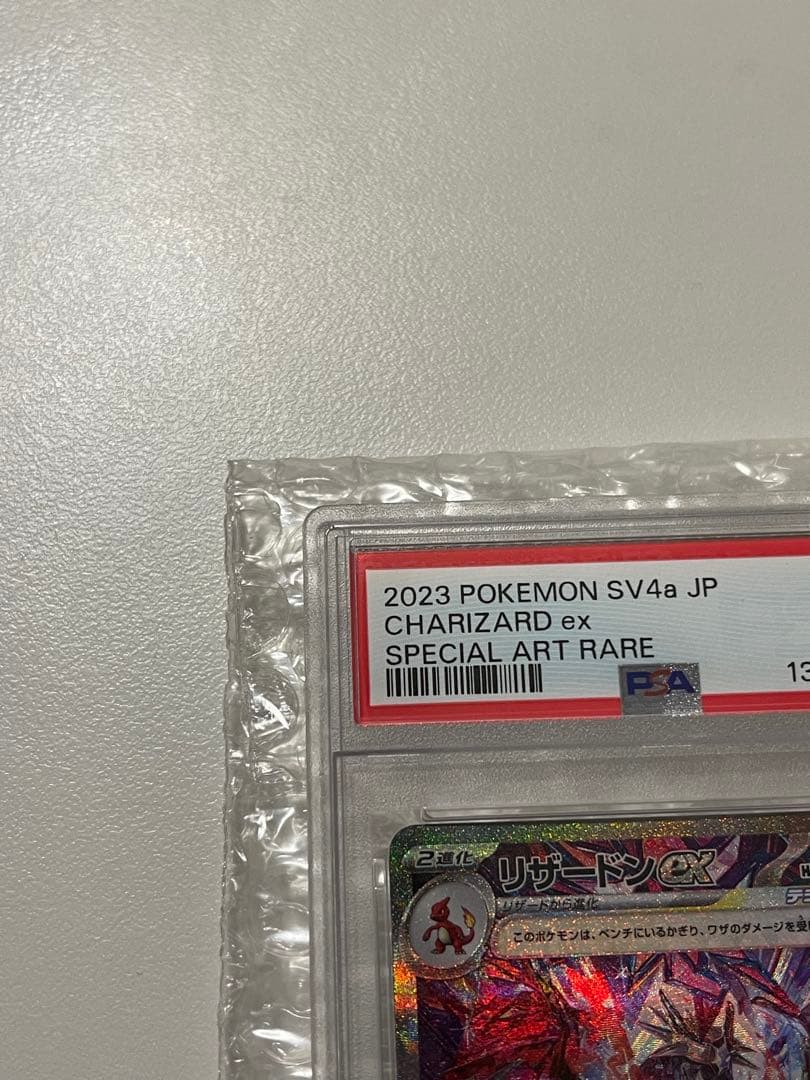 2023 POKEMON SV4a JP
CHARIZARD ex
SPECIAL ART RARE
13
PSA
2進化
リザードンex
リザードから進化
テラ
このポケモンは、ベンチにいるかぎり、ワザのダメージを受